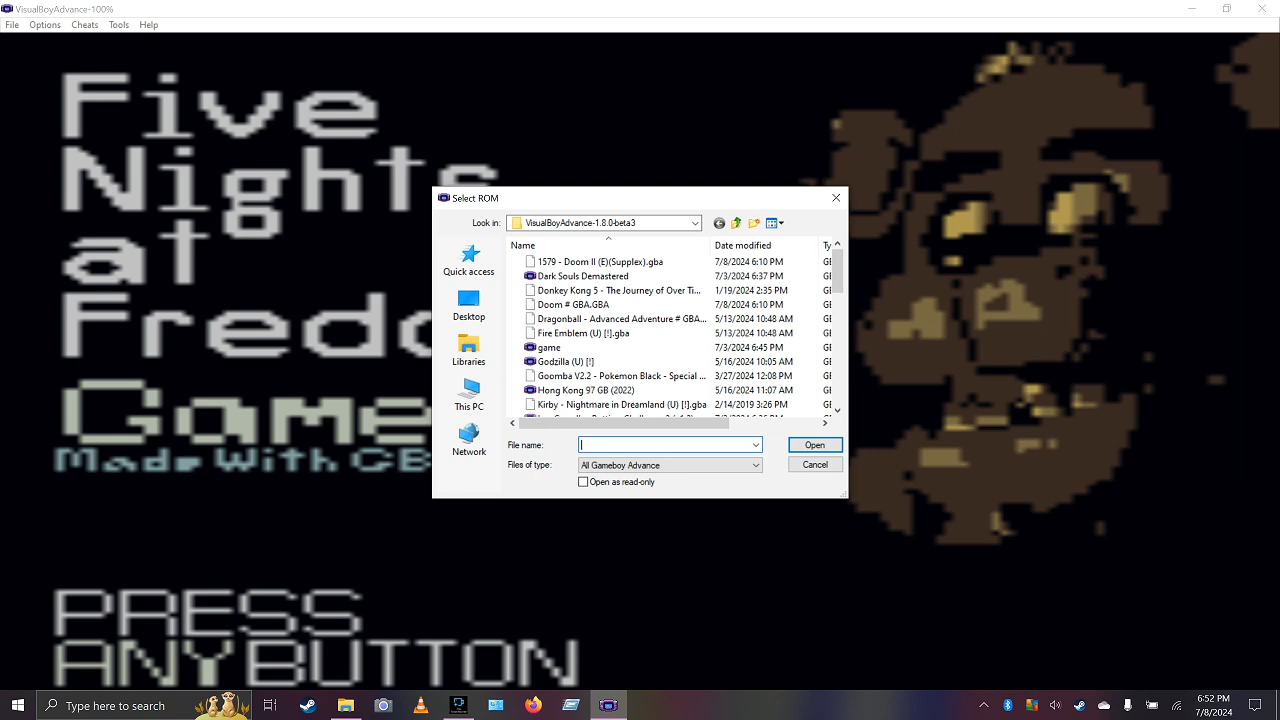 VisualBoyAdvance-100%
File Options Cheats Tools Help
Five
Nights
at
Game
Made With GB
PRESS
ANYBUTTON
Select ROM
Look in: VisualBoyAdvance-1.8.0-beta3
Name Date modified
1579 - Doom II (E)(Supplex).gba 7/8/2024 6:10 PM
Dark Souls Demastered 7/3/2024 6:37 PM
Donkey Kong 5 - The Journey of Over Ti... 1/19/2024 2:35 PM
Doom # GBA.GBA 7/8/2024 6:10 PM
Dragonball - Advanced Adventure # GBA... 5/13/2024 10:48 AM
Fire Emblem (U) [!].gba 5/13/2024 10:48 AM
game 7/3/2024 6:45 PM
Godzilla (U) [!] 5/16/2024 10:05 AM
Goomba V2.2 - Pokemon Black - Special ... 3/27/2024 12:08 PM
Hong Kong 97 GB (2022) 5/16/2024 11:07 AM
Kirby - Nightmare in Dreamland (U) [!].gba 2/14/2019 3:26 PM
Quick access
Desktop
Libraries
This PC
Network
File name: Open
Files of type: All Gameboy Advance Cancel
Open as read-only
Type here to search
6:52 PM
7/8/2024